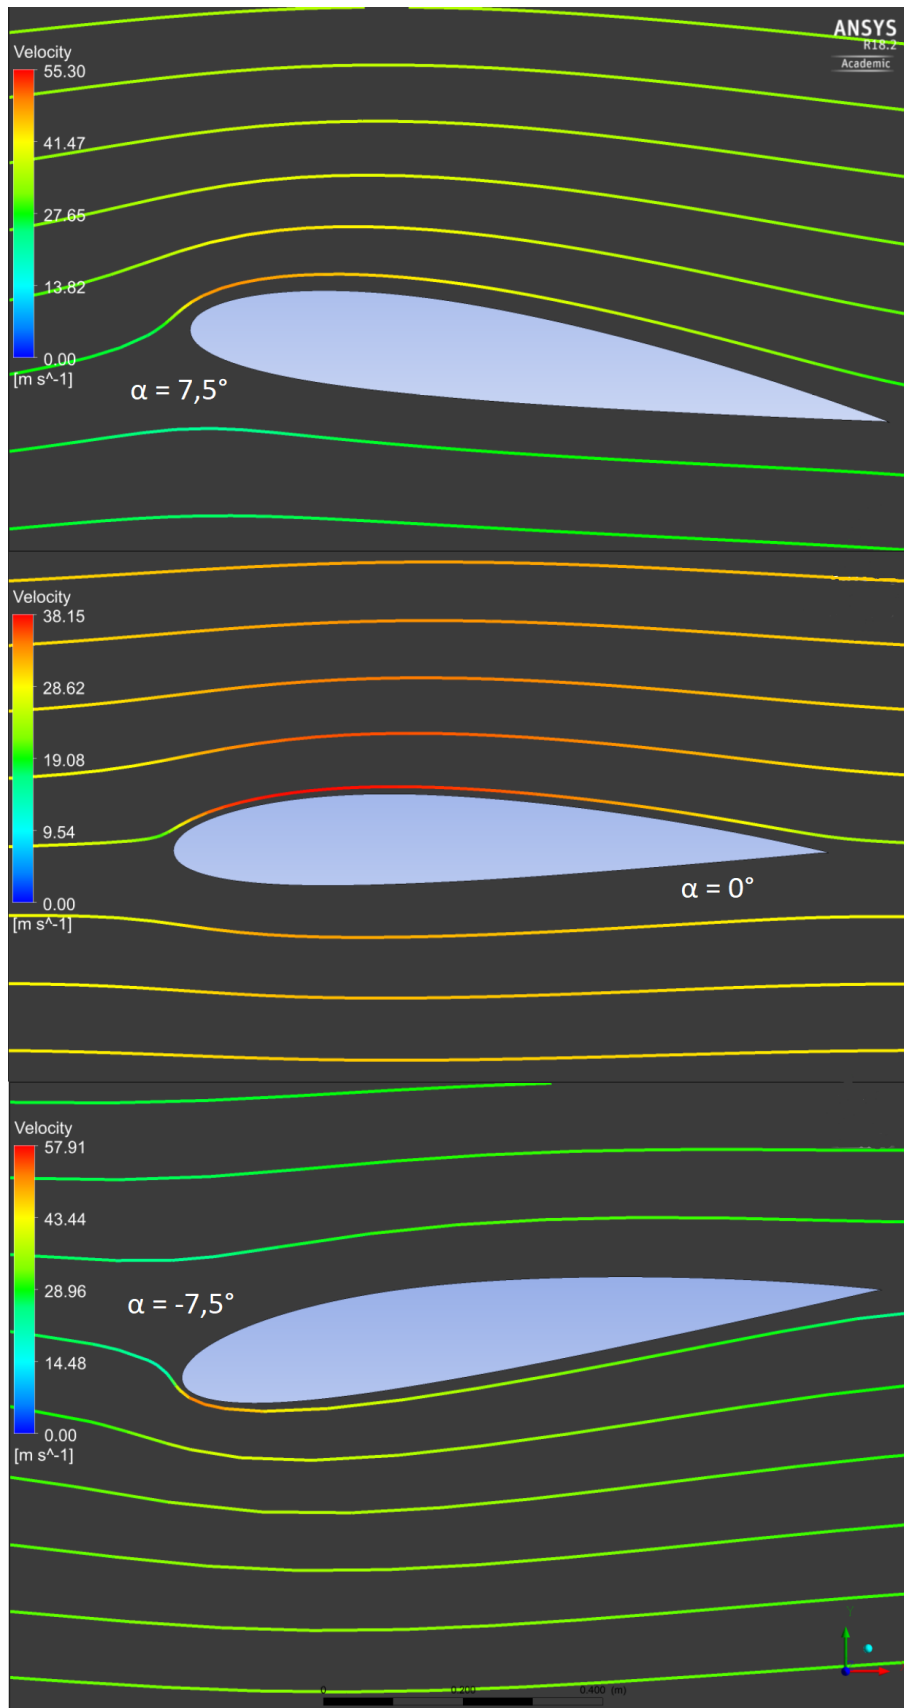 ANSYS
R18.2
Academic
Velocity
55.30
41.47
27.65
13.82
0.00
[m s^-1]
α = 7,5°
Velocity
38.15
28.62
19.08
9.54
0.00
[m s^-1]
α = 0°
Velocity
57.91
43.44
28.96
14.48
0.00
[m s^-1]
α = -7,5°
0 0.200 0.400 (m)